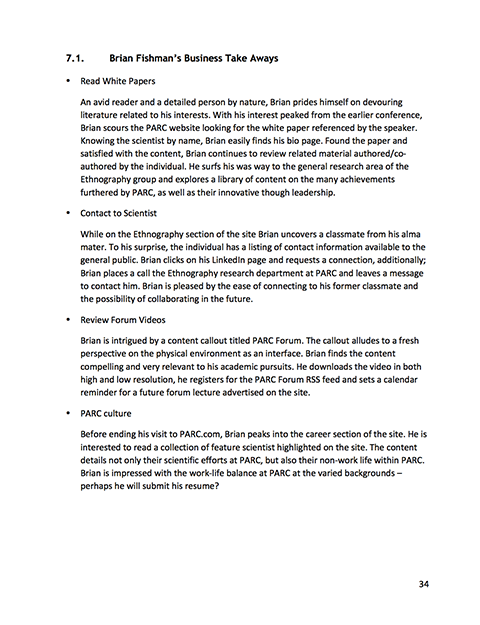 7.1. Brian Fishman's Business Take Aways
• Read White Papers
An avid reader and a detailed person by nature, Brian prides himself on devouring
literature related to his interests. With his interest peaked from the earlier conference,
Brian scours the PARC website looking for the white paper referenced by the speaker.
Knowing the scientist by name, Brian easily finds his bio page. Found the paper and
satisfied with the content, Brian continues to review related material authored/co-
authored by the individual. He surfs his was way to the general research area of the
Ethnography group and explores a library of content on the many achievements
furthered by PARC, as well as their innovative though leadership.
• Contact to Scientist
While on the Ethnography section of the site Brian uncovers a classmate from his alma
mater. To his surprise, the individual has a listing of contact information available to the
general public. Brian clicks on his LinkedIn page and requests a connection, additionally;
Brian places a call the Ethnography research department at PARC and leaves a message
to contact him. Brian is pleased by the ease of connecting to his former classmate and
the possibility of collaborating in the future.
• Review Forum Videos
Brian is intrigued by a content callout titled PARC Forum. The callout alludes to a fresh
perspective on the physical environment as an interface. Brian finds the content
compelling and very relevant to his academic pursuits. He downloads the video in both
high and low resolution, he registers for the PARC Forum RSS feed and sets a calendar
reminder for a future forum lecture advertised on the site.
• PARC culture
Before ending his visit to PARC.com, Brian peaks into the career section of the site. He is
interested to read a collection of feature scientist highlighted on the site. The content
details not only their scientific efforts at PARC, but also their non-work life within PARC.
Brian is impressed with the work-life balance at PARC at the varied backgrounds –
perhaps he will submit his resume?
34